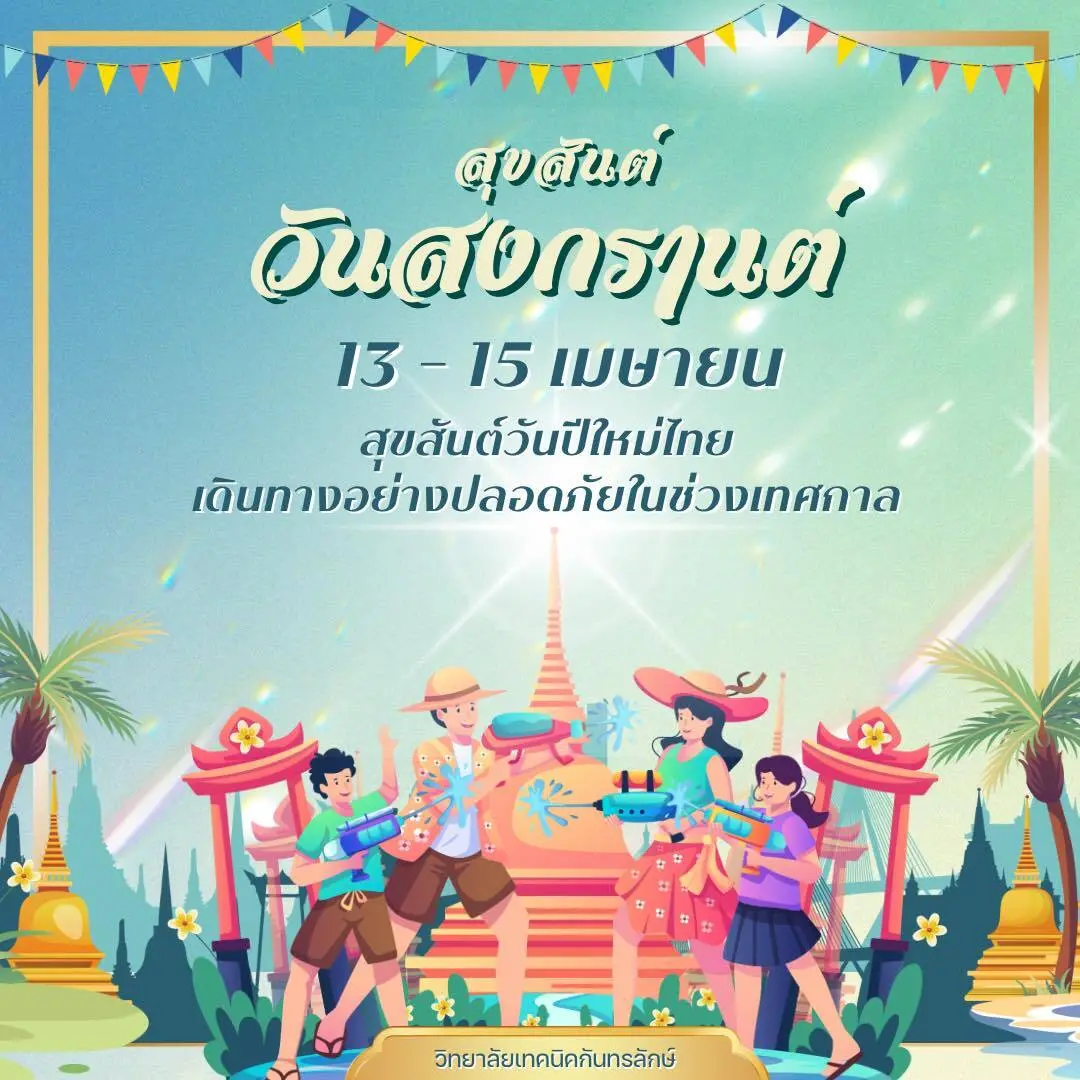 สุขสันต์
วันสงกรานต์
13 - 15 เมษายน
สุขสันต์วันปีใหม่ไทย
เดินทางอย่างปลอดภัยในช่วงเทศกาล
วิทยาลัยเทคนิคกันทรลักษ์